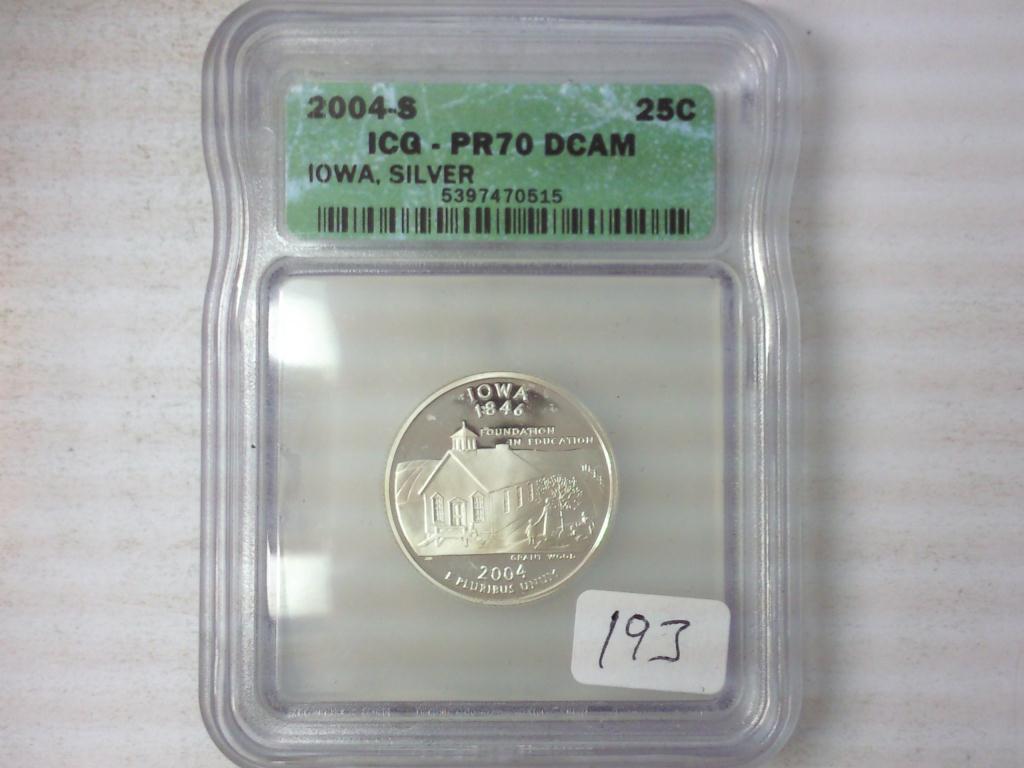 2004-S 25C
ICG - PR70 DCAM
IOWA, SILVER
5397470515
IOWA
1846
FOUNDATION
IN EDUCATION
GRANT WOOD
2004
E PLURIBUS UNUM
193